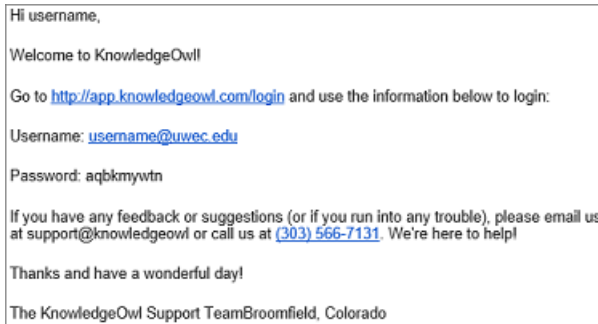 Hi username,
Welcome to KnowledgeOwl!
Go to http://app.knowledgeowl.com/login and use the information below to login:
Username: username@uwec.edu
Password: aqbkmywtn
If you have any feedback or suggestions (or if you run into any trouble), please email us
at support@knowledgeowl or call us at (303) 566-7131. We're here to help!
Thanks and have a wonderful day!
The KnowledgeOwl Support TeamBroomfield, Colorado